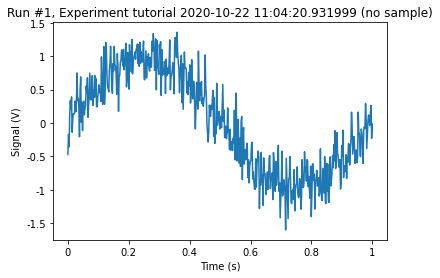 Run #1, Experiment tutorial 2020-10-22 11:04:20.931999 (no sample)
1.5
1
0.5
0
-0.5
-1
-1.5
Signal (V)
0 0.2 0.4 0.6 0.8 1
Time (s)